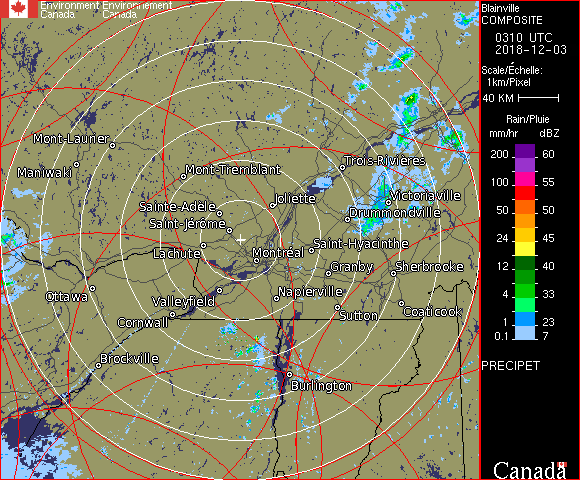 Environment Environnement
Canada Canada
Blainville
COMPOSITE
0310 UTC
2018-12-03
Scale/Échelle:
1km/Pixel
40 KM
Rain/Pluie
mm/hr dBZ
200 60
150 57
100 55
50 50
24 45
12 40
4 33
1 23
0.1 7
PRECIPET
Canada
Mont-Laurier
Maniwaki
Mont-Tremblant
Trois-Rivières
Sainte-Adèle
Joliette
Victoriaville
Saint-Jérôme
Drummondville
Lachute
Montréal
Saint-Hyacinthe
Granby
Sherbrooke
Ottawa
Valleyfield
Napierville
Cornwall
Sutton
Coaticook
Brockville
Burlington